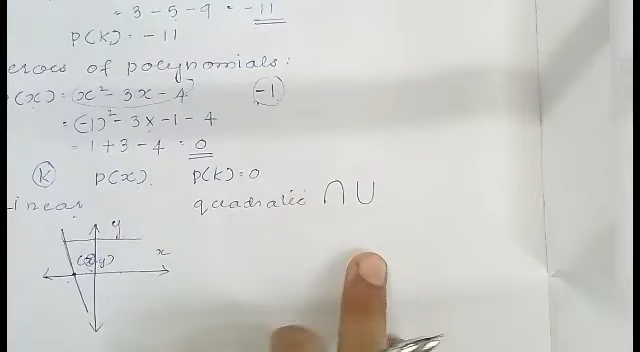 = 3 - 5 - 9 = -11
P(K) = -11
eroes of polynomials:
(x) = x² - 3x - 4 (-1)
= (-1)² - 3 x -1 - 4
= 1 + 3 - 4 = 0
K P(x) P(K) = 0
Linear quadratic ∩ ∪
y
x
y)